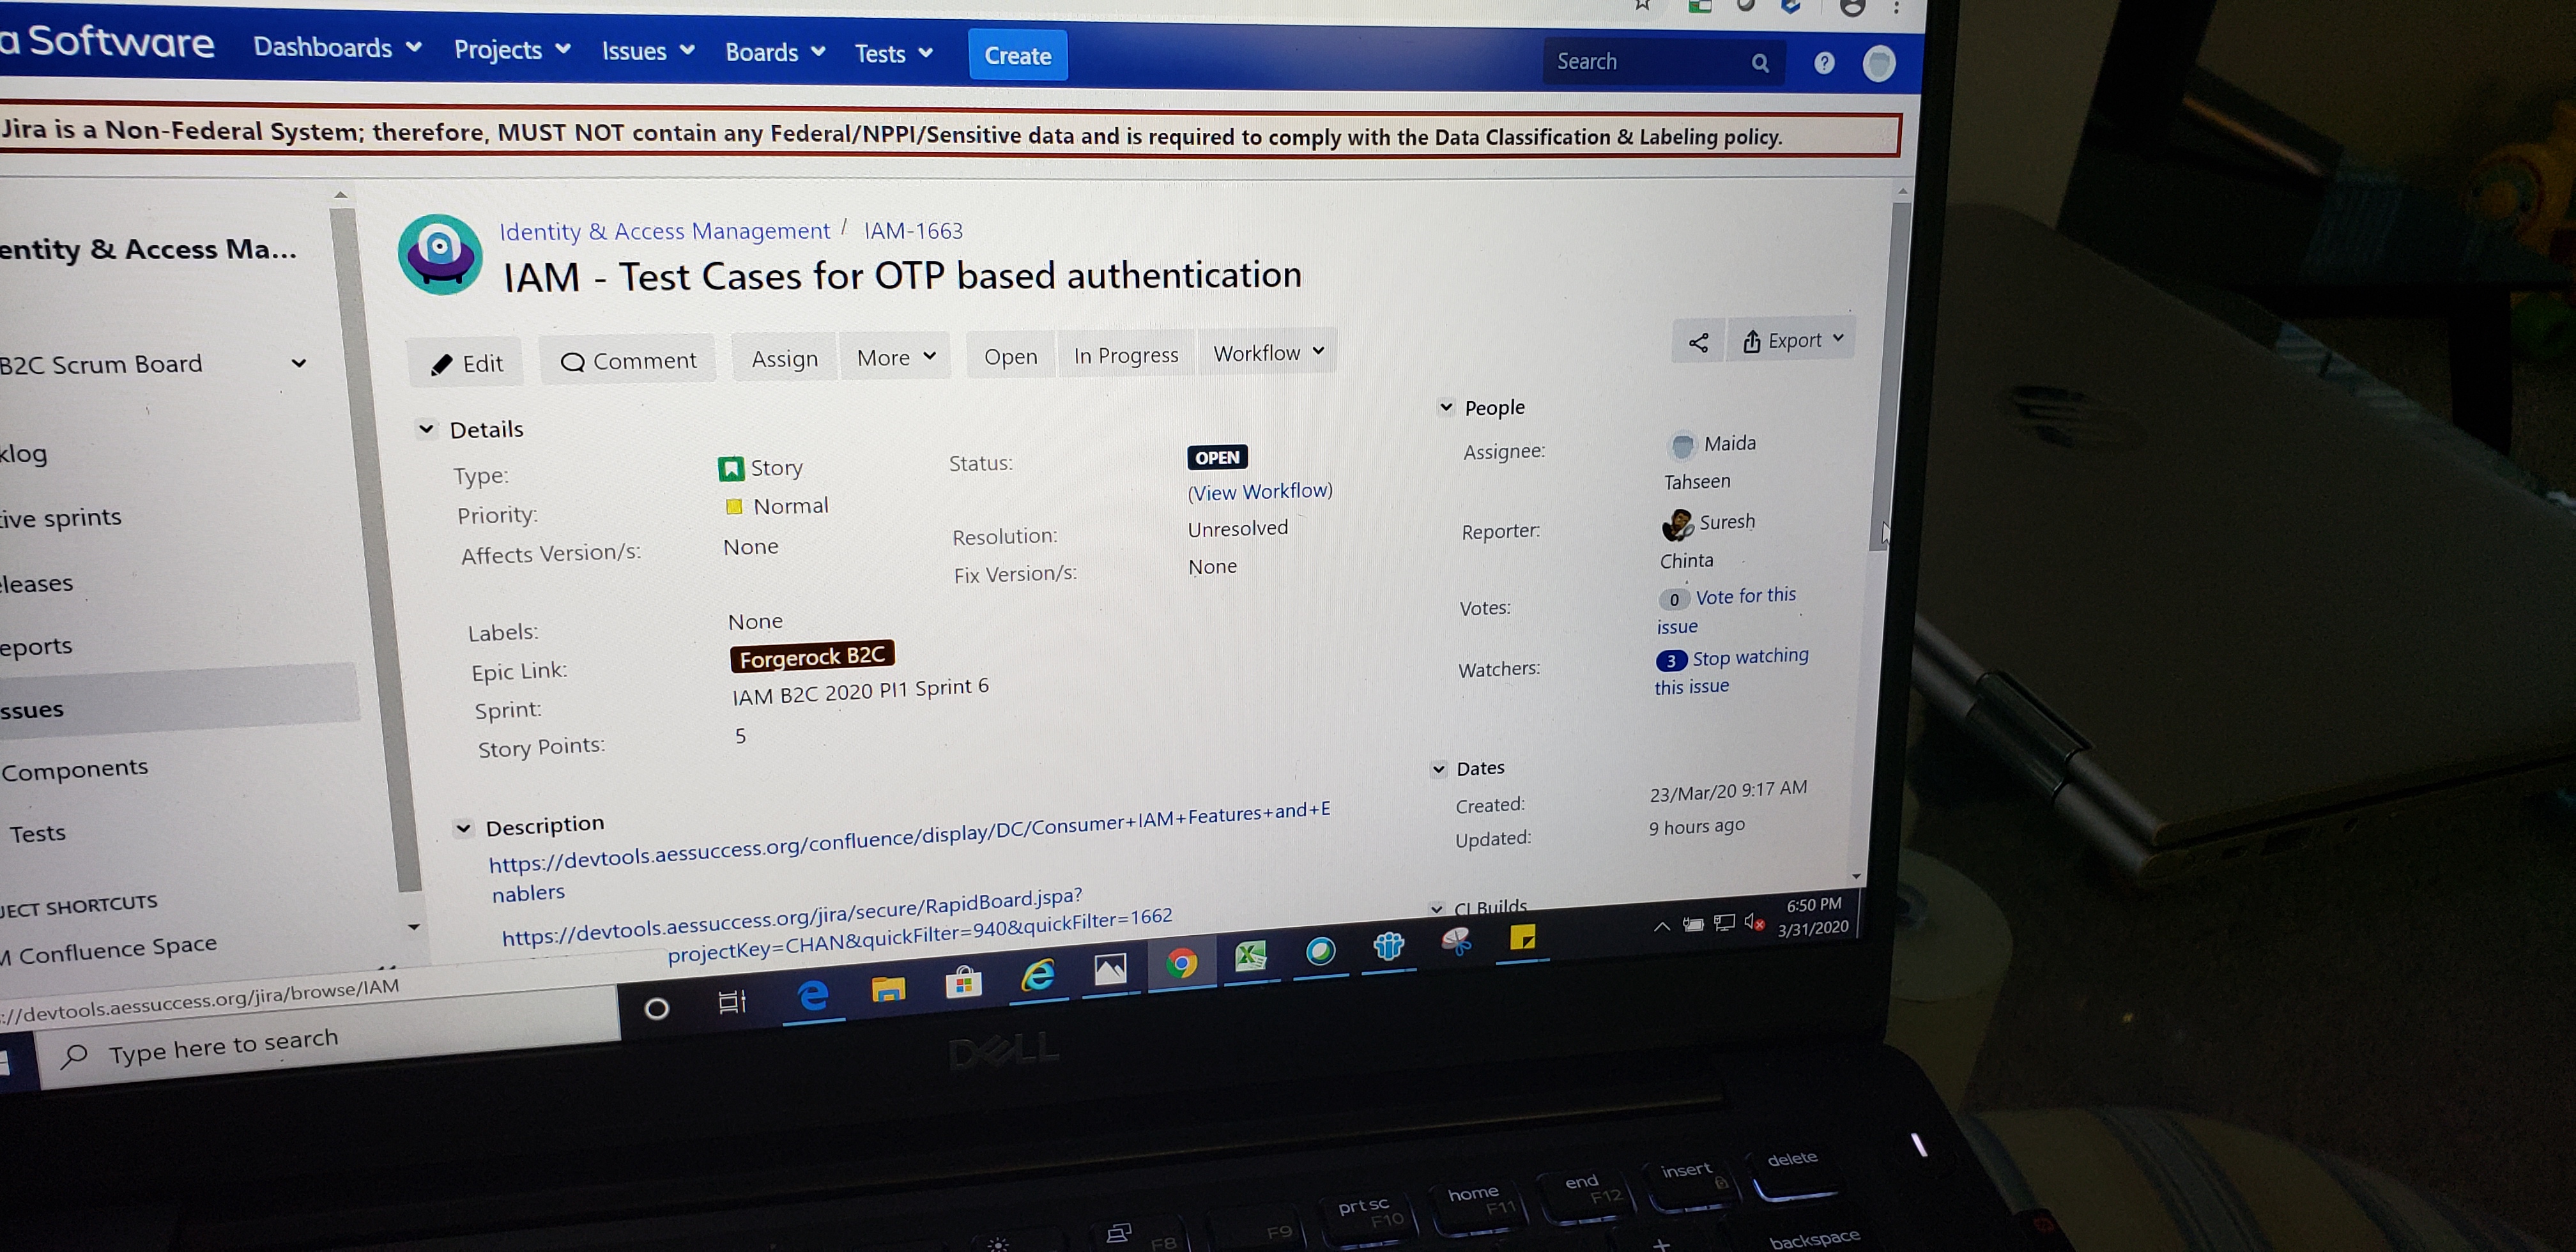 a Software
Dashboards
Projects
Issues
Boards
Tests
Create
Search
?
Jira is a Non-Federal System; therefore, MUST NOT contain any Federal/NPPI/Sensitive data and is required to comply with the Data Classification & Labeling policy.
entity & Access Ma...
B2C Scrum Board
klog
ive sprints
eleases
eports
ssues
Components
Tests
JECT SHORTCUTS
M Confluence Space
Identity & Access Management / IAM-1663
IAM - Test Cases for OTP based authentication
Edit
Comment
Assign
More
Open
In Progress
Workflow
Export
Details
Type:
Story
Priority:
Normal
Affects Version/s:
None
Status:
OPEN
(View Workflow)
Resolution:
Unresolved
Fix Version/s:
None
Labels:
None
Epic Link:
Forgerock B2C
Sprint:
IAM B2C 2020 PI1 Sprint 6
Story Points:
5
Description
https://devtools.aessuccess.org/confluence/display/DC/Consumer+IAM+Features+and+E
nablers
https://devtools.aessuccess.org/jira/secure/RapidBoard.jspa?
projectKey=CHAN&quickFilter=940&quickFilter=1662
People
Assignee:
Maida
Tahseen
Reporter:
Suresh
Chinta
Votes:
0 Vote for this
issue
Watchers:
3 Stop watching
this issue
Dates
Created:
23/Mar/20 9:17 AM
Updated:
9 hours ago
CI Builds
://devtools.aessuccess.org/jira/browse/IAM
Type here to search
6:50 PM
3/31/2020
DELL
F8
F9
prt sc
F10
home
F11
end
F12
insert
delete
+
backspace